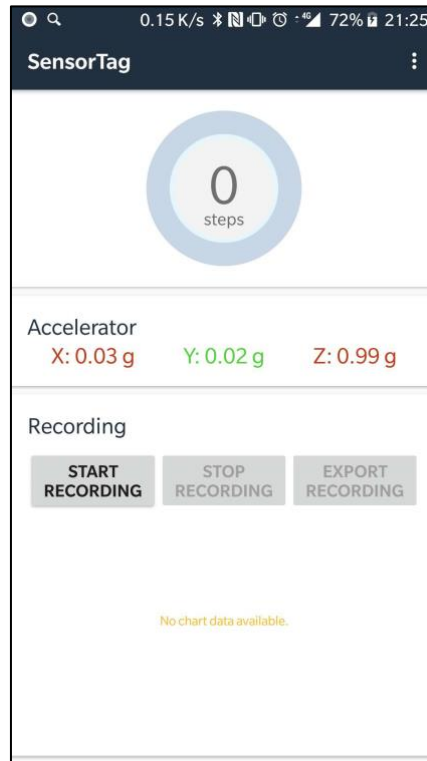 0.15 K/s 4G 72% 21:25
SensorTag
0
steps
Accelerator
X: 0.03 g Y: 0.02 g Z: 0.99 g
Recording
START RECORDING STOP RECORDING EXPORT RECORDING
No chart data available.